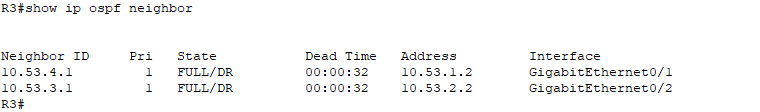 R3#show ip ospf neighbor
Neighbor ID     Pri   State           Dead Time   Address         Interface
10.53.4.1         1   FULL/DR         00:00:32    10.53.1.2       GigabitEthernet0/1
10.53.3.1         1   FULL/DR         00:00:32    10.53.2.2       GigabitEthernet0/2
R3#